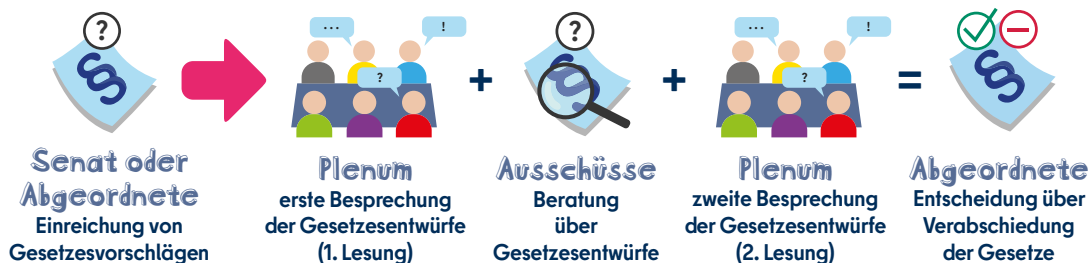 ?
§
...
!
?
+
?
§
+
...
!
?
=
§
Senat oder
Abgeordnete
Einreichung von
Gesetzesvorschlägen
Plenum
erste Besprechung
der Gesetzesentwürfe
(1. Lesung)
Ausschüsse
Beratung
über
Gesetzesentwürfe
Plenum
zweite Besprechung
der Gesetzesentwürfe
(2. Lesung)
Abgeordnete
Entscheidung über
Verabschiedung
der Gesetze